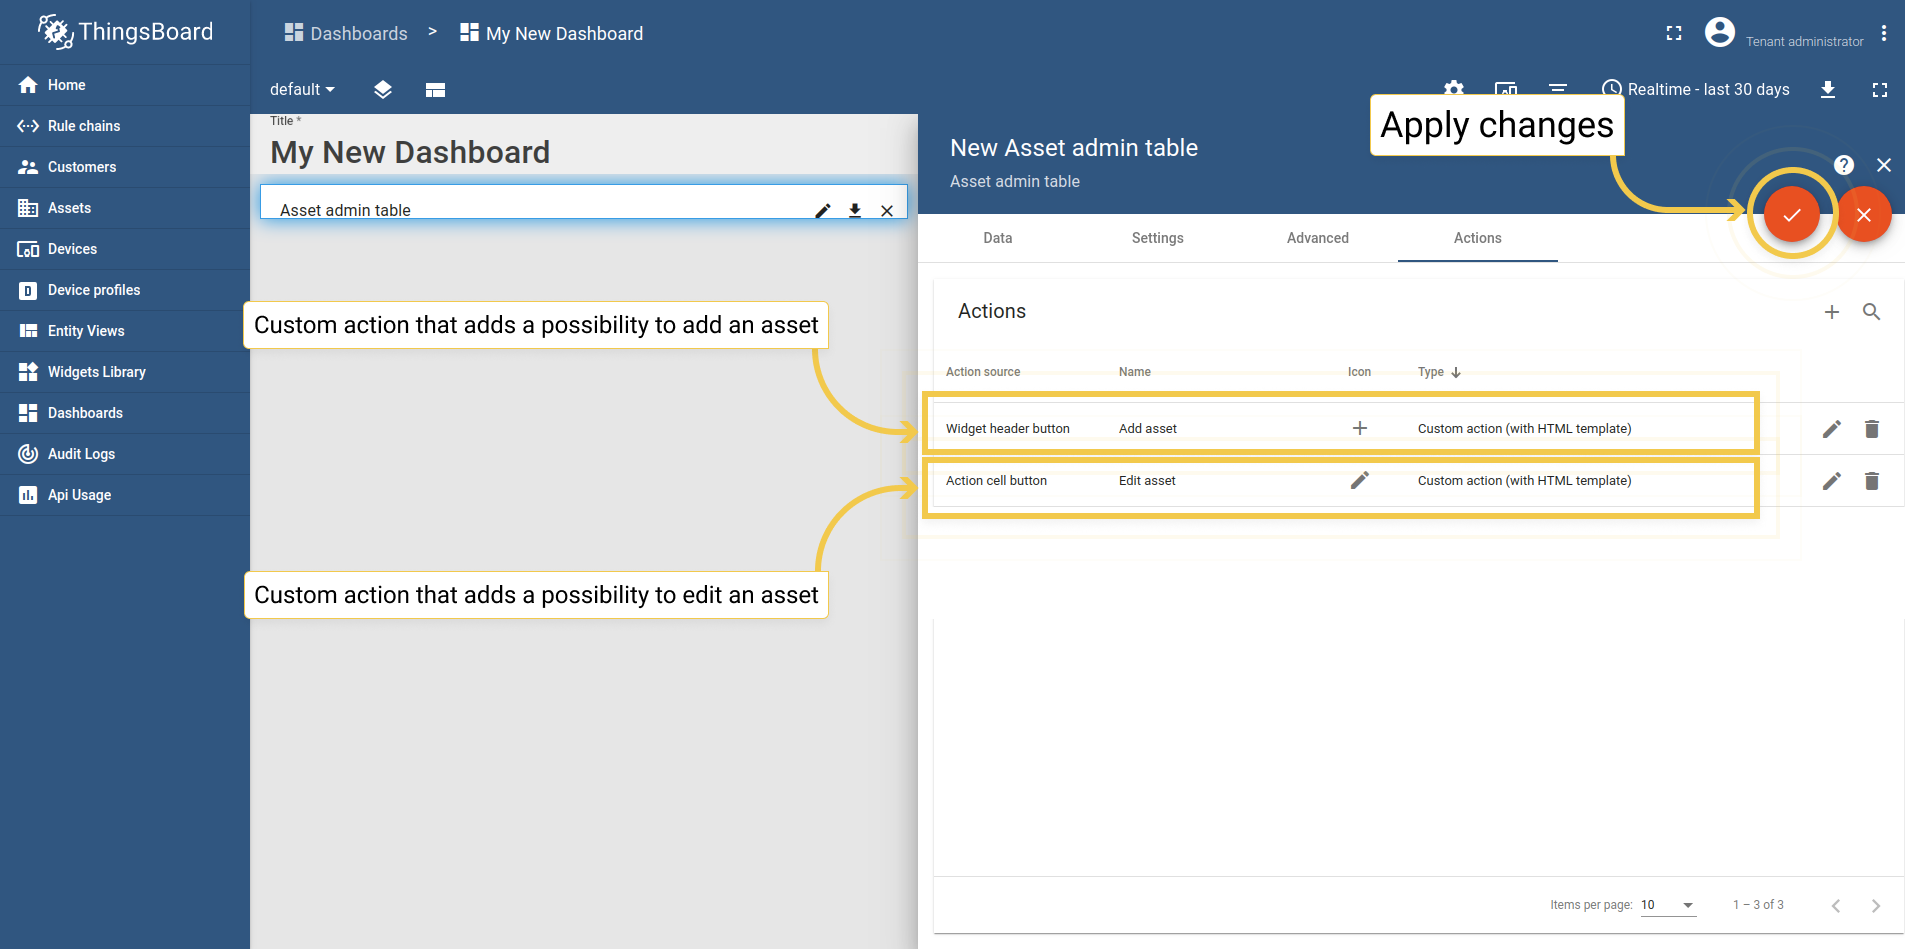 ThingsBoard
Dashboards > My New Dashboard
Tenant administrator
Home
Rule chains
Customers
Assets
Devices
Device profiles
Entity Views
Widgets Library
Dashboards
Audit Logs
Api Usage
default
Realtime - last 30 days
Title *
My New Dashboard
Asset admin table
Apply changes
New Asset admin table
Asset admin table
Data Settings Advanced Actions
Custom action that adds a possibility to add an asset
Custom action that adds a possibility to edit an asset
Actions
Action source Name Icon Type
Widget header button Add asset Custom action (with HTML template)
Action cell button Edit asset Custom action (with HTML template)
Items per page: 10 1 – 3 of 3